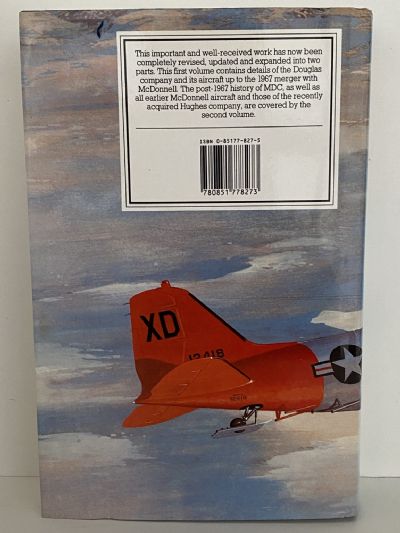 This important and well-received work has now been
completely revised, updated and expanded into two
parts. This first volume contains details of the Douglas
company and its aircraft up to the 1967 merger with
McDonnell. The post-1967 history of MDC, as well as
all earlier McDonnell aircraft and those of the recently
acquired Hughes company, are covered by the
second volume.
ISBN 0-85177-827-5
9 780851 778273
XD
12418